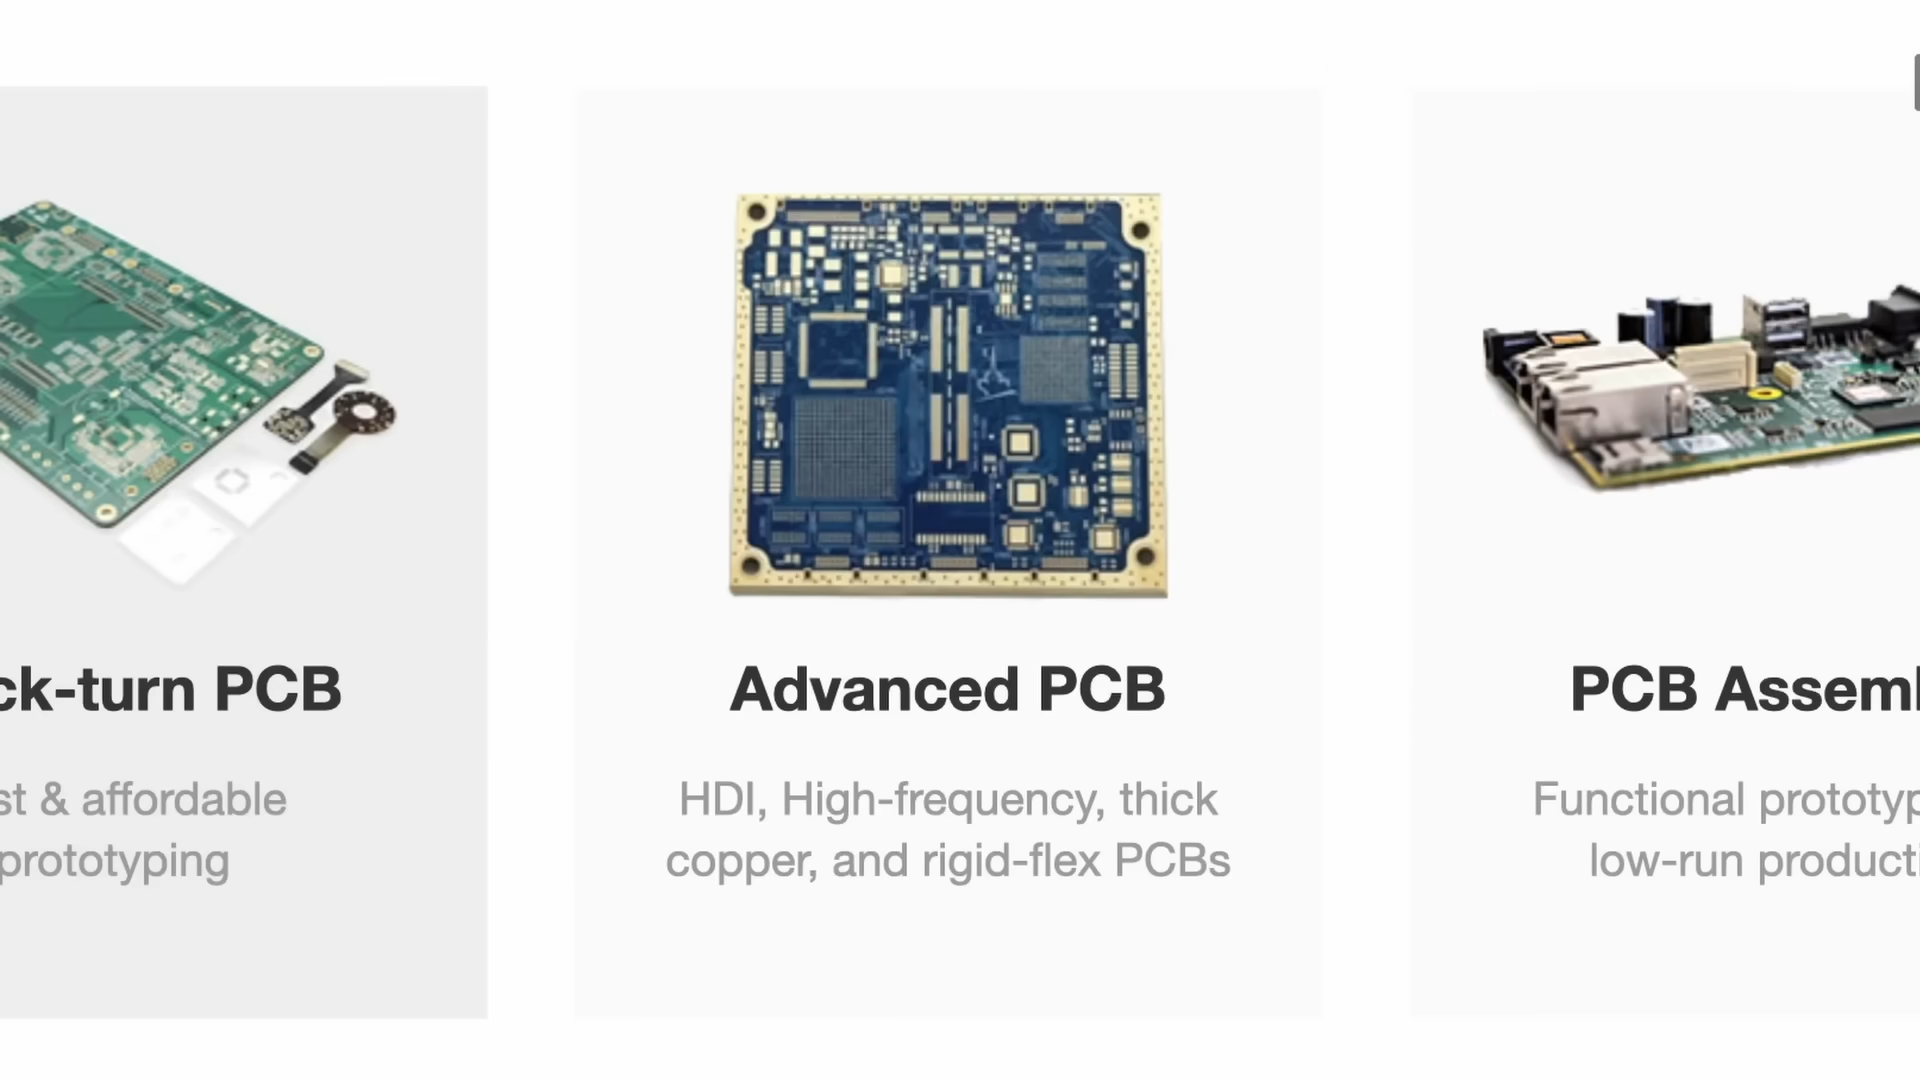 ck-turn PCB
st & affordable
prototyping
Advanced PCB
HDI, High-frequency, thick
copper, and rigid-flex PCBs
PCB Assem
Functional prototyp
low-run producti